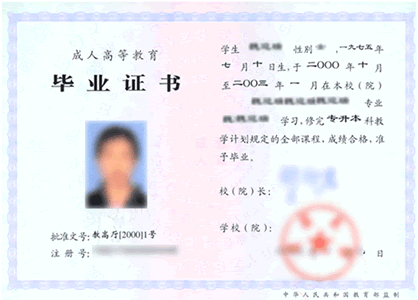 成人高等教育
毕业证书
批准文号:教高厅[2000]1号
注册号:
学生 性别 ,一九七五年
七月十日生,于二〇〇〇年十月
至二〇〇三年一月在本校(院)
专业
学习,修完专升本科教
学计划规定的全部课程,成绩合格,准
予毕业。
校(院)长:
学校(院):
日
中华人民共和国教育部监制